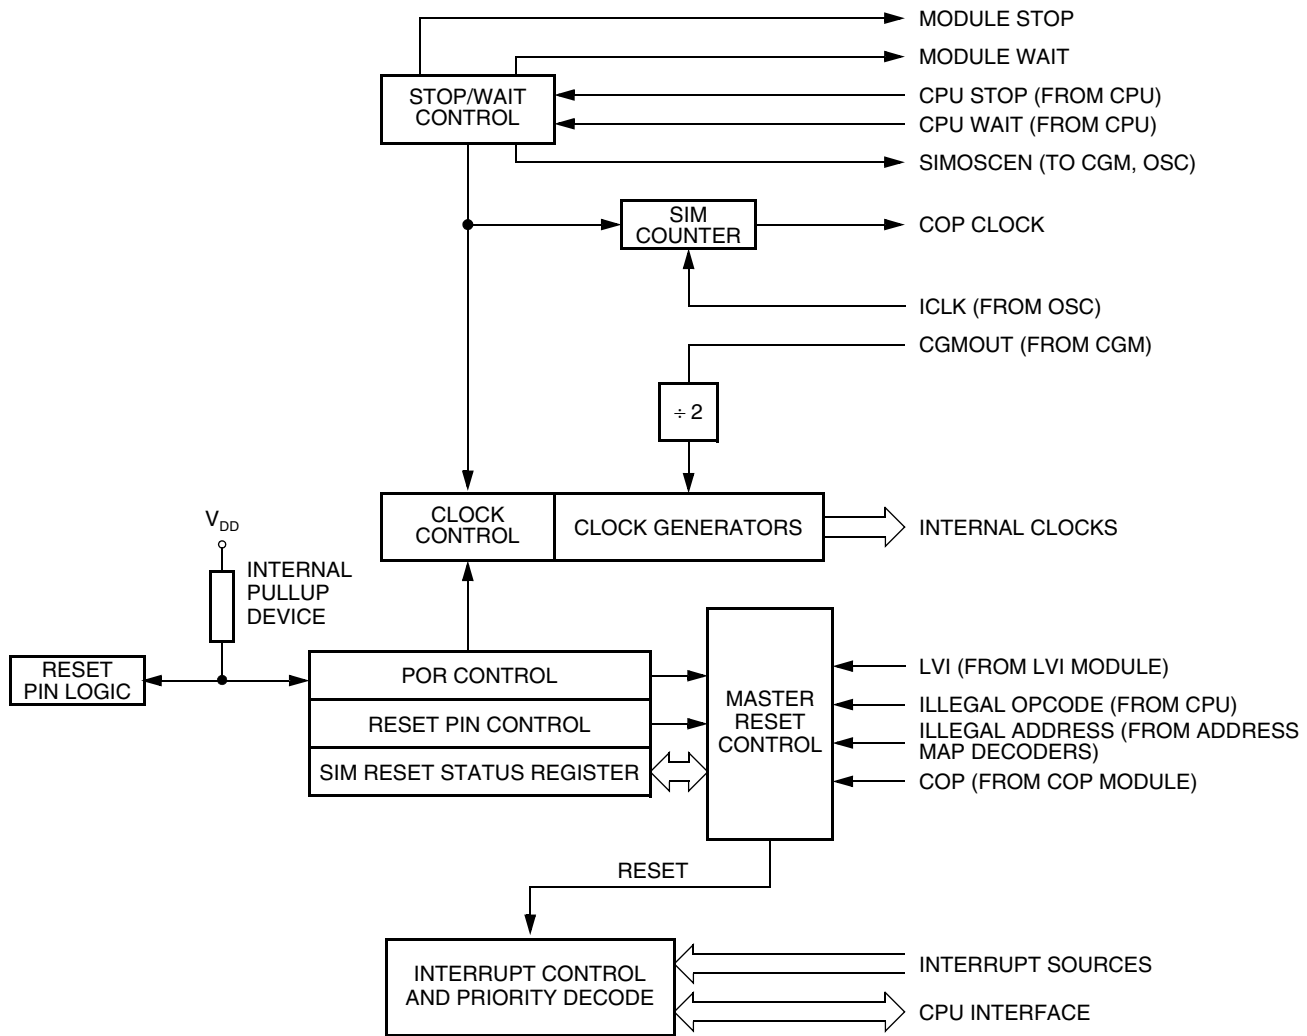 MODULE STOP
MODULE WAIT
STOP/WAIT
CONTROL
CPU STOP (FROM CPU)
CPU WAIT (FROM CPU)
SIMOSCEN (TO CGM, OSC)
SIM
COUNTER
COP CLOCK
ICLK (FROM OSC)
CGMOUT (FROM CGM)
÷ 2
CLOCK
CONTROL
CLOCK GENERATORS
INTERNAL CLOCKS
VDD
INTERNAL
PULLUP
DEVICE
RESET
PIN LOGIC
POR CONTROL
RESET PIN CONTROL
SIM RESET STATUS REGISTER
MASTER
RESET
CONTROL
LVI (FROM LVI MODULE)
ILLEGAL OPCODE (FROM CPU)
ILLEGAL ADDRESS (FROM ADDRESS
MAP DECODERS)
COP (FROM COP MODULE)
RESET
INTERRUPT CONTROL
AND PRIORITY DECODE
INTERRUPT SOURCES
CPU INTERFACE